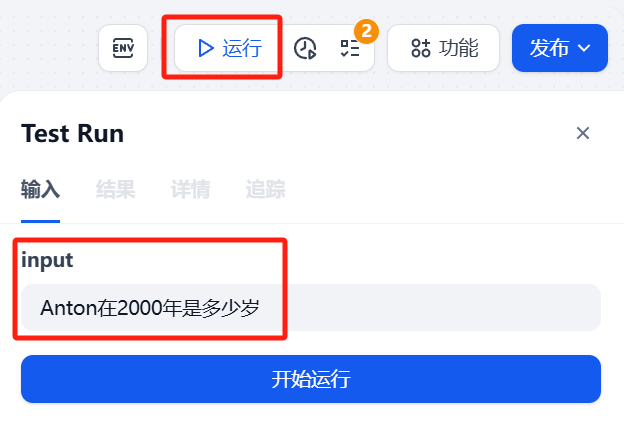 ENV 运行 2 功能 发布
Test Run
输入 结果 详情 追踪
input
Anton在2000年是多少岁
开始运行